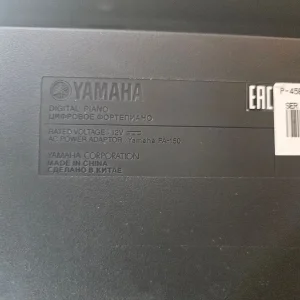 YAMAHA
DIGITAL PIANO
ЦИФРОВОЕ ФОРТЕПИАНО
RATED VOLTAGE : 12V
AC POWER ADAPTOR : Yamaha PA-150
YAMAHA CORPORATION
MADE IN CHINA
СДЕЛАНО В КИТАЕ
EAC
P-45
SER